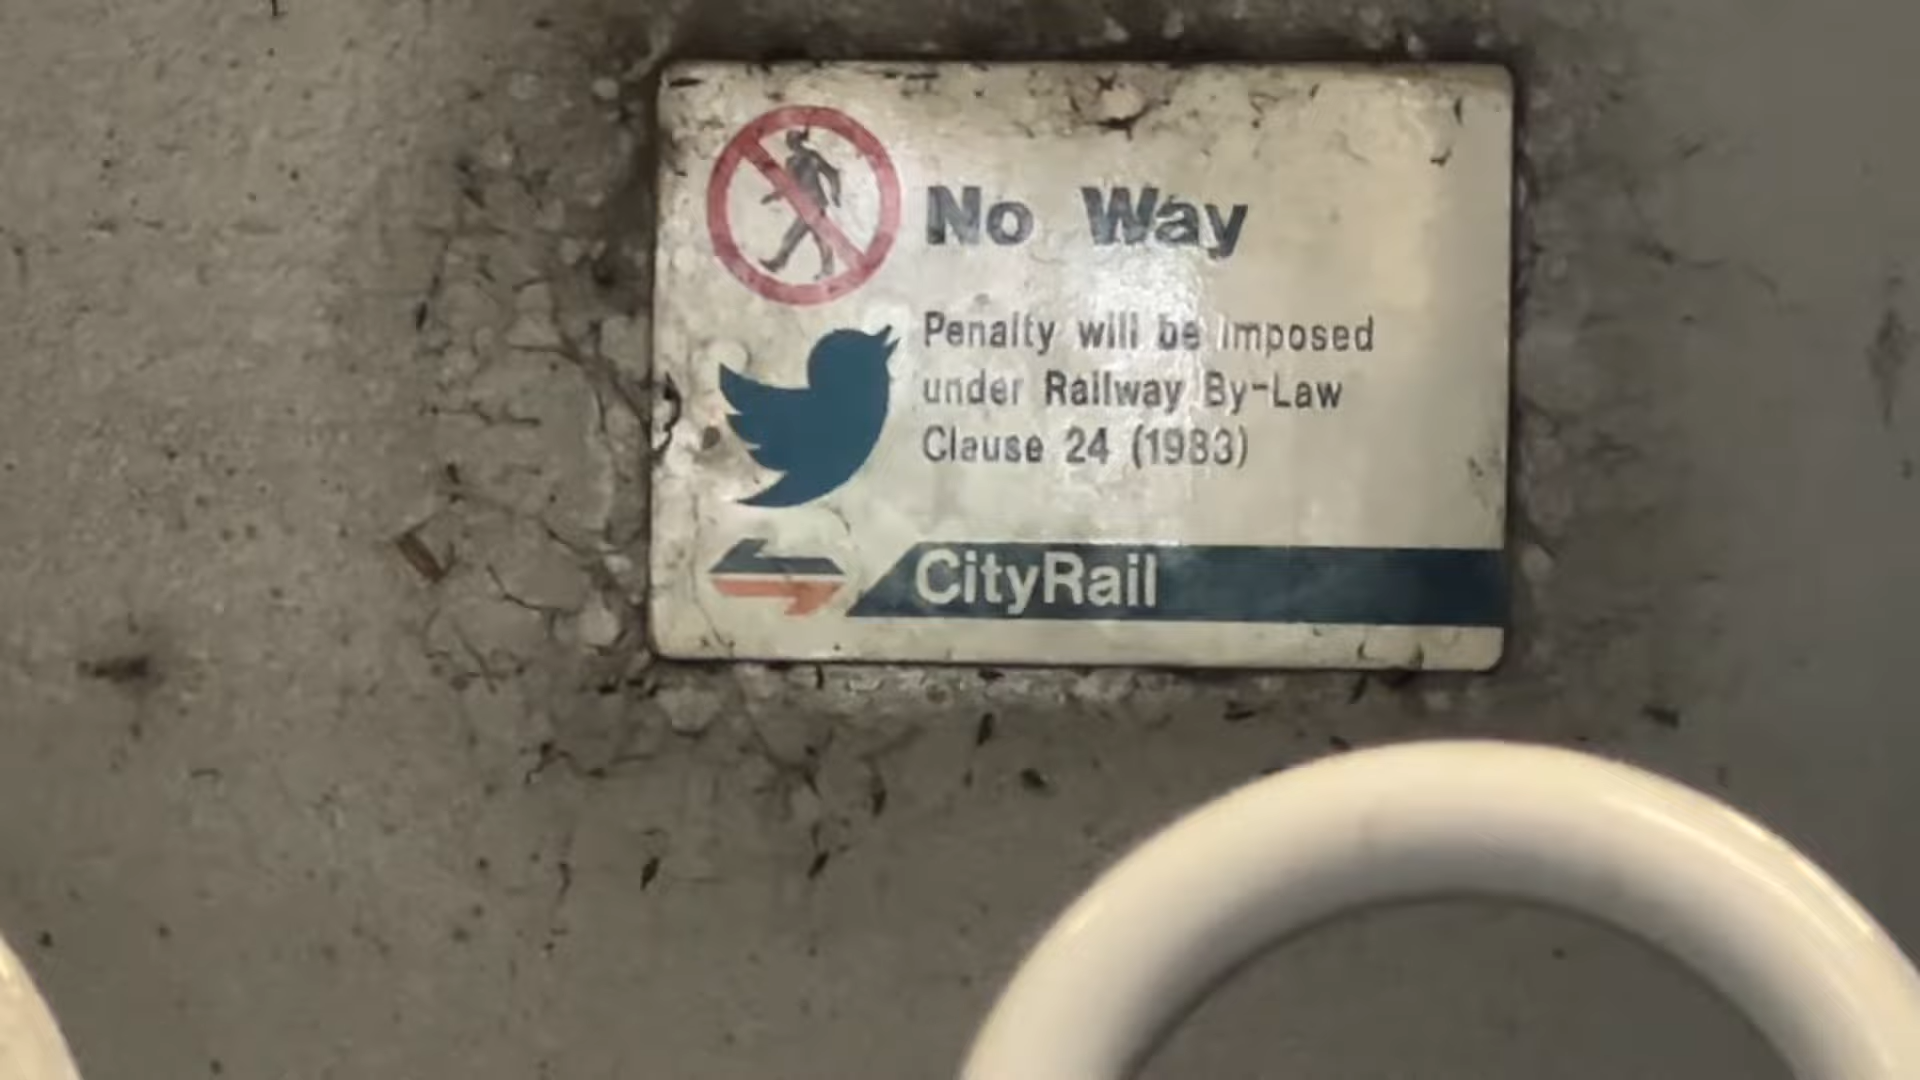 No Way
Penalty will be imposed
under Railway By-Law
Clause 24 (1983)
CityRail